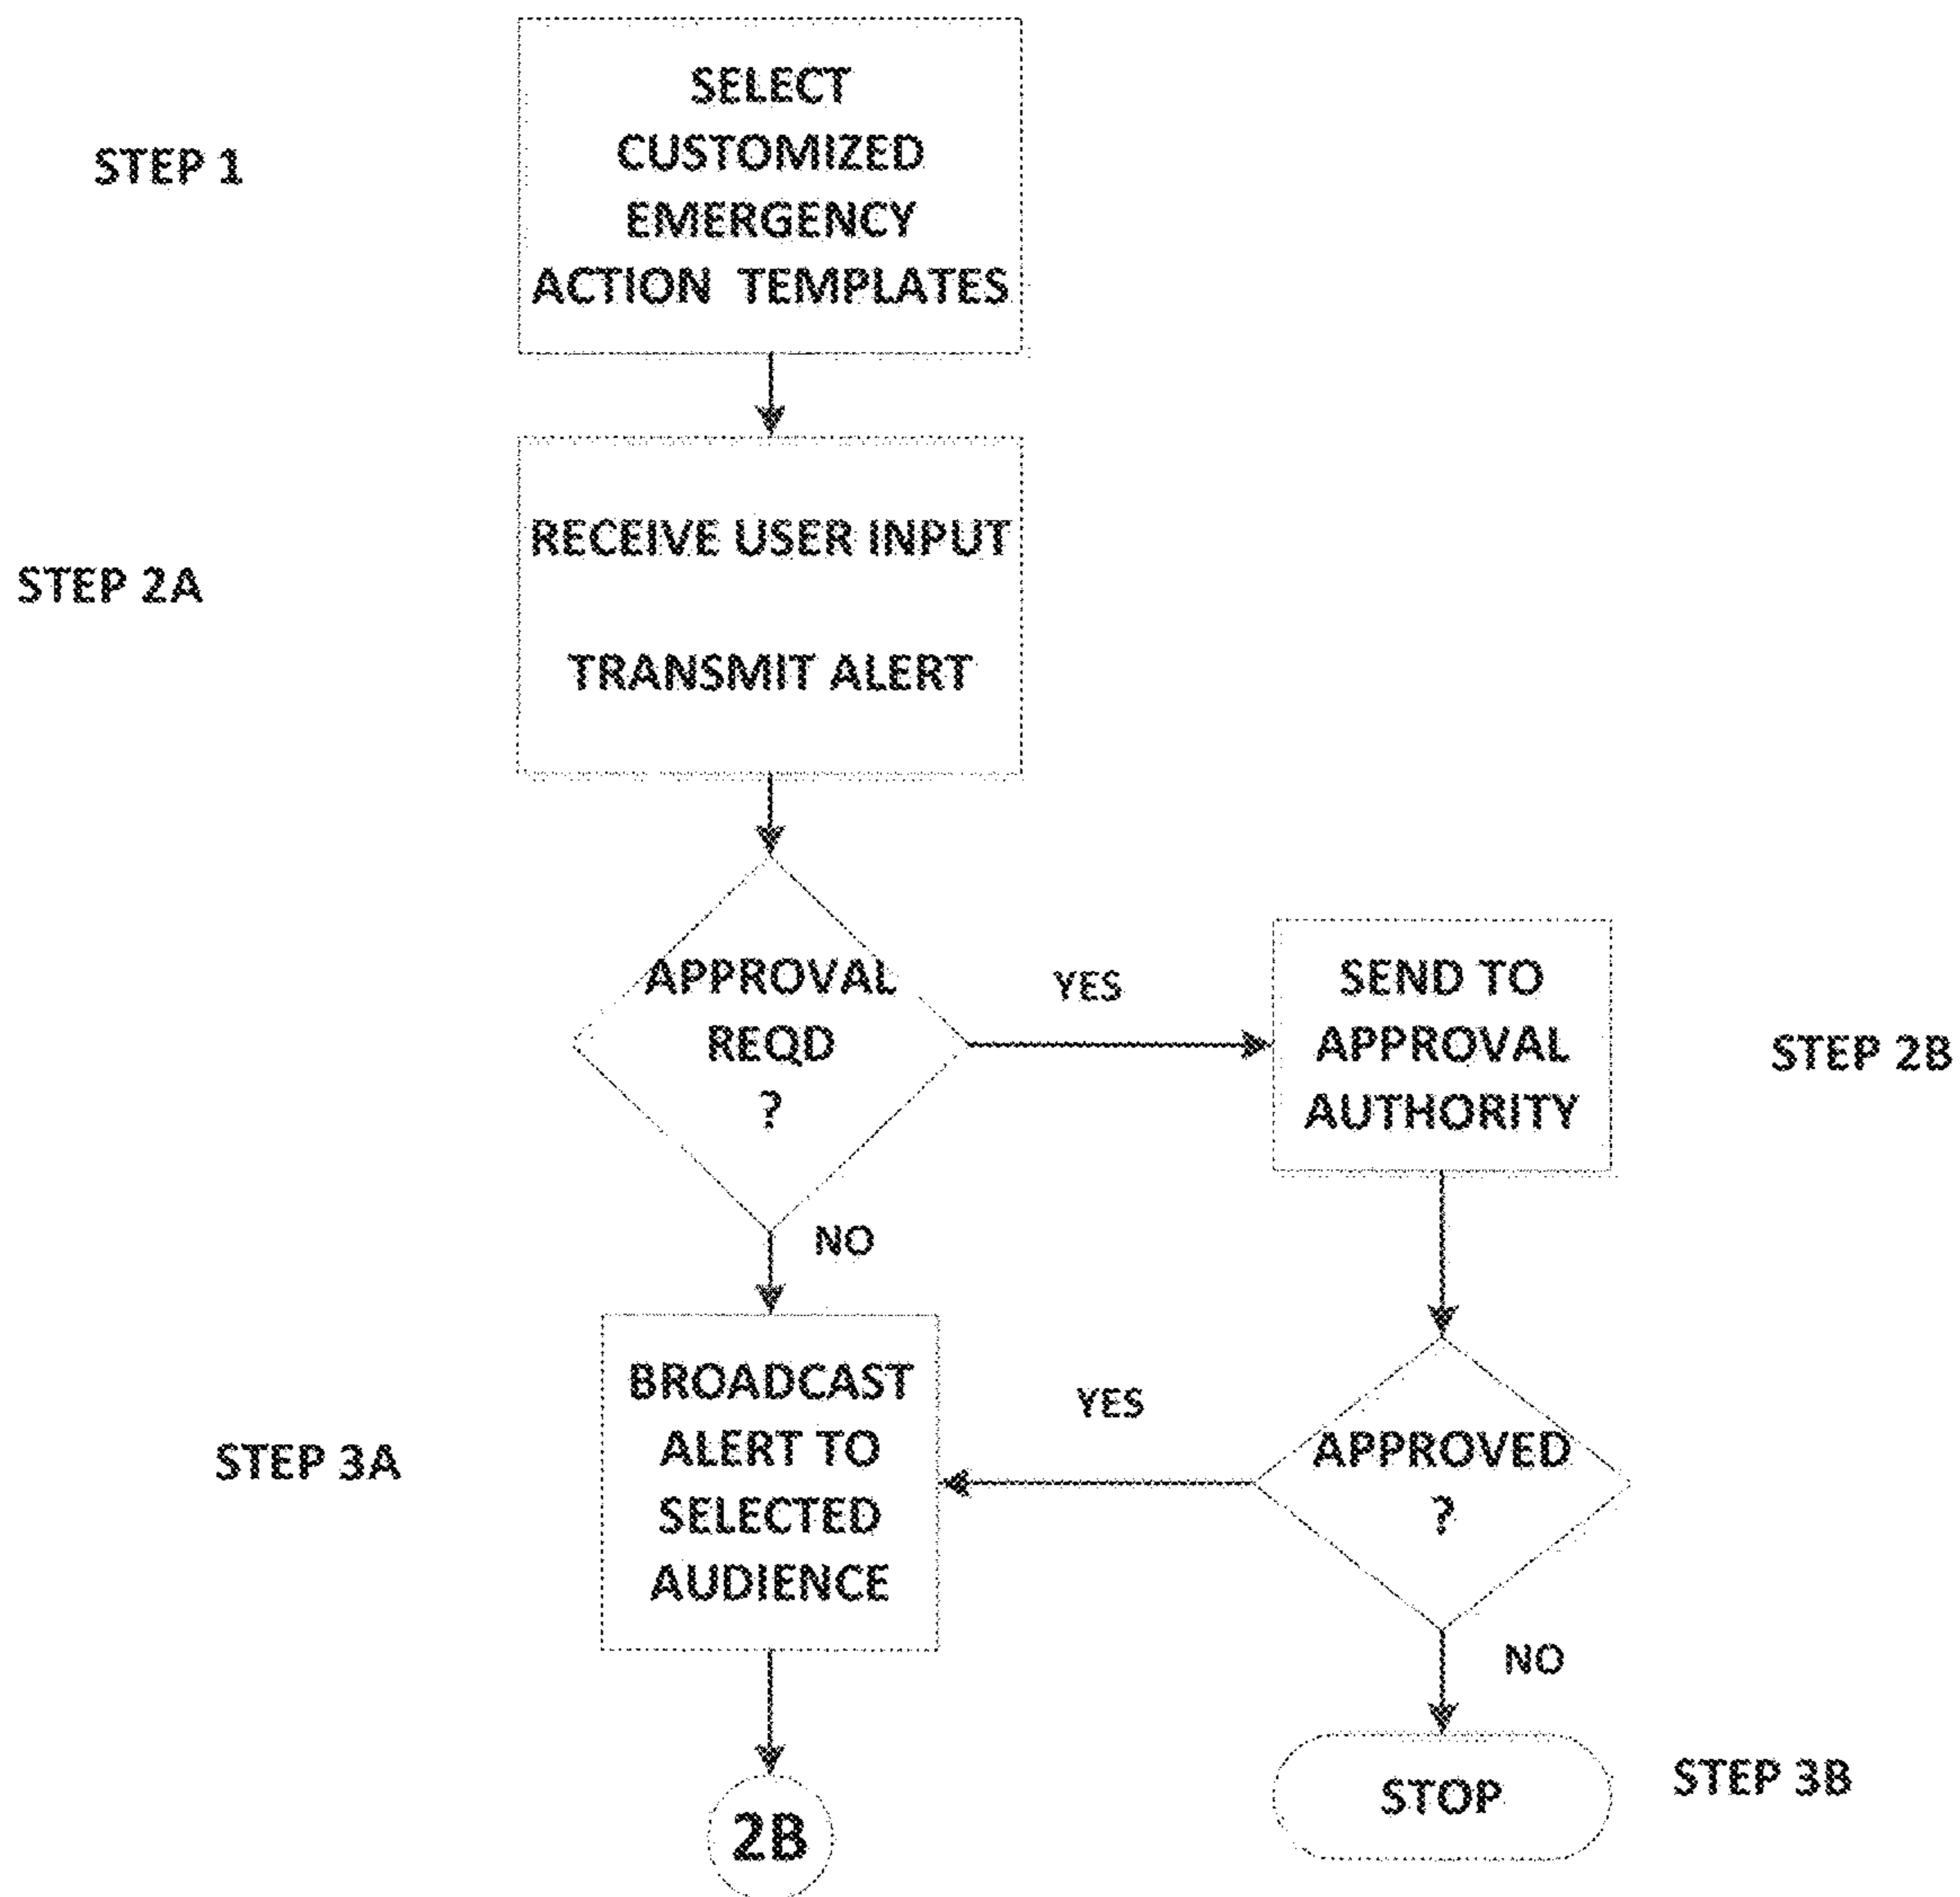 STEP 1
SELECT
CUSTOMIZED
EMERGENCY
ACTION TEMPLATES
STEP 2A
RECEIVE USER INPUT
TRANSMIT ALERT
APPROVAL
REQD
?
YES
SEND TO
APPROVAL
AUTHORITY
STEP 2B
NO
STEP 3A
BROADCAST
ALERT TO
SELECTED
AUDIENCE
YES
APPROVED
?
NO
2B
STOP
STEP 3B